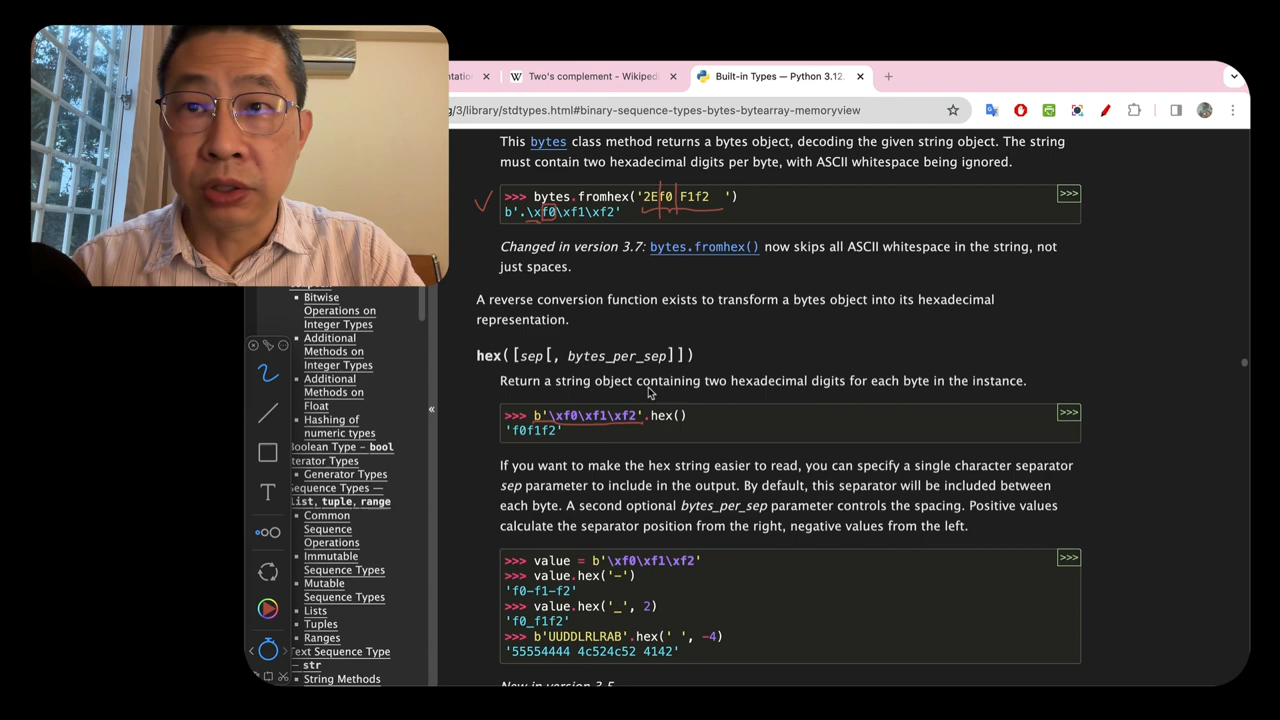 ntatio
Two's complement - Wikiped
Built-in Types — Python 3.12.
g/3/library/stdtypes.html#binary-sequence-types-bytes-bytearray-memoryview
This bytes class method returns a bytes object, decoding the given string object. The string
must contain two hexadecimal digits per byte, with ASCII whitespace being ignored.
>>> bytes.fromhex('2Ef0 F1f2  ')
>>>
b'.\xf0\xf1\xf2'
Changed in version 3.7: bytes.fromhex() now skips all ASCII whitespace in the string, not
just spaces.
A reverse conversion function exists to transform a bytes object into its hexadecimal
representation.
hex([sep[, bytes_per_sep]])
Return a string object containing two hexadecimal digits for each byte in the instance.
>>> b'\xf0\xf1\xf2'.hex()
>>>
'f0f1f2'
If you want to make the hex string easier to read, you can specify a single character separator
sep parameter to include in the output. By default, this separator will be included between
each byte. A second optional bytes_per_sep parameter controls the spacing. Positive values
calculate the separator position from the right, negative values from the left.
>>> value = b'\xf0\xf1\xf2'
>>>
>>> value.hex('-')
'f0-f1-f2'
>>> value.hex('_', 2)
'f0_f1f2'
>>> b'UUDDLRLRAB'.hex(' ', -4)
'55554444 4c524c52 4142'
New in version 3.5
Bitwise
Operations on
Integer Types
Additional
Methods on
Integer Types
Additional
Methods on
Float
Hashing of
numeric types
Boolean Type – bool
Iterator Types
Generator Types
Sequence Types —
list, tuple, range
Common
Sequence
Operations
Immutable
Sequence Types
Mutable
Sequence Types
Lists
Tuples
Ranges
Text Sequence Type
— str
String Methods
«
T